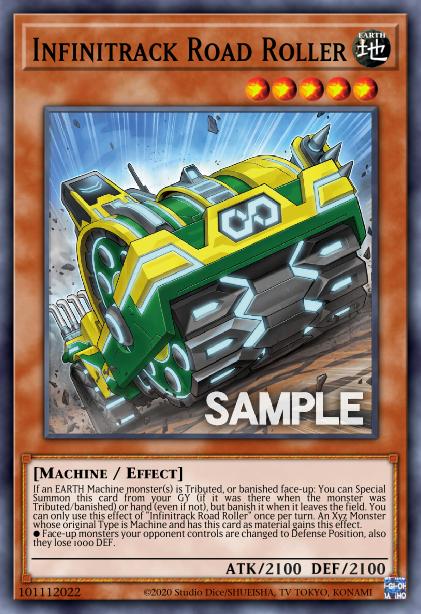 INFINITRACK ROAD ROLLER
EARTH
地
SAMPLE
[MACHINE / EFFECT]
If an EARTH Machine monster(s) is Tributed, or banished face-up: You can Special
Summon this card from your GY (if it was there when the monster was
Tributed/banished) or hand (even if not), but banish it when it leaves the field. You
can only use this effect of "Infinitrack Road Roller" once per turn. An Xyz Monster
whose original Type is Machine and has this card as material gains this effect.
●Face-up monsters your opponent controls are changed to Defense Position, also
they lose 1000 DEF.
ATK/2100 DEF/2100
101112022
©2020 Studio Dice/SHUEISHA, TV TOKYO, KONAMI